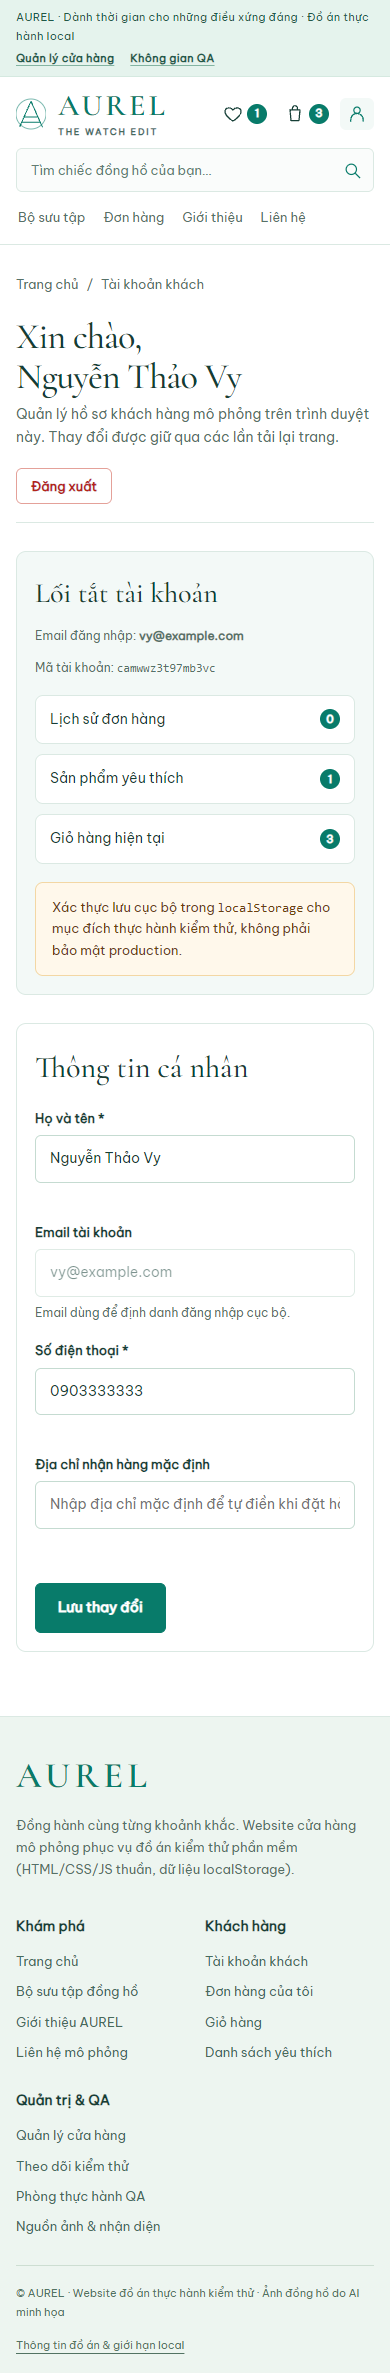 AUREL · Dành thời gian cho những điều xứng đáng · Đồ án thực
hành local
Quản lý cửa hàng Không gian QA
AUREL
THE WATCH EDIT
1
3
Tìm chiếc đồng hồ của bạn...
Bộ sưu tập Đơn hàng Giới thiệu Liên hệ
Trang chủ / Tài khoản khách
Xin chào,
Nguyễn Thảo Vy
Quản lý hồ sơ khách hàng mô phỏng trên trình duyệt
này. Thay đổi được giữ qua các lần tải lại trang.
Đăng xuất
Lối tắt tài khoản
Email đăng nhập: vy@example.com
Mã tài khoản: camwwz3t97mb3vc
Lịch sử đơn hàng 0
Sản phẩm yêu thích 1
Giỏ hàng hiện tại 3
Xác thực lưu cục bộ trong localStorage cho
mục đích thực hành kiểm thử, không phải
bảo mật production.
Thông tin cá nhân
Họ và tên *
Nguyễn Thảo Vy
Email tài khoản
vy@example.com
Email dùng để định danh đăng nhập cục bộ.
Số điện thoại *
0903333333
Địa chỉ nhận hàng mặc định
Nhập địa chỉ mặc định để tự điền khi đặt hà
Lưu thay đổi
AUREL
Đồng hành cùng từng khoảnh khắc. Website cửa hàng
mô phỏng phục vụ đồ án kiểm thử phần mềm
(HTML/CSS/JS thuần, dữ liệu localStorage).
Khám phá
Trang chủ
Bộ sưu tập đồng hồ
Giới thiệu AUREL
Liên hệ mô phỏng
Khách hàng
Tài khoản khách
Đơn hàng của tôi
Giỏ hàng
Danh sách yêu thích
Quản trị & QA
Quản lý cửa hàng
Theo dõi kiểm thử
Phòng thực hành QA
Nguồn ảnh & nhận diện
© AUREL · Website đồ án thực hành kiểm thử · Ảnh đồng hồ do AI
minh họa
Thông tin đồ án & giới hạn local